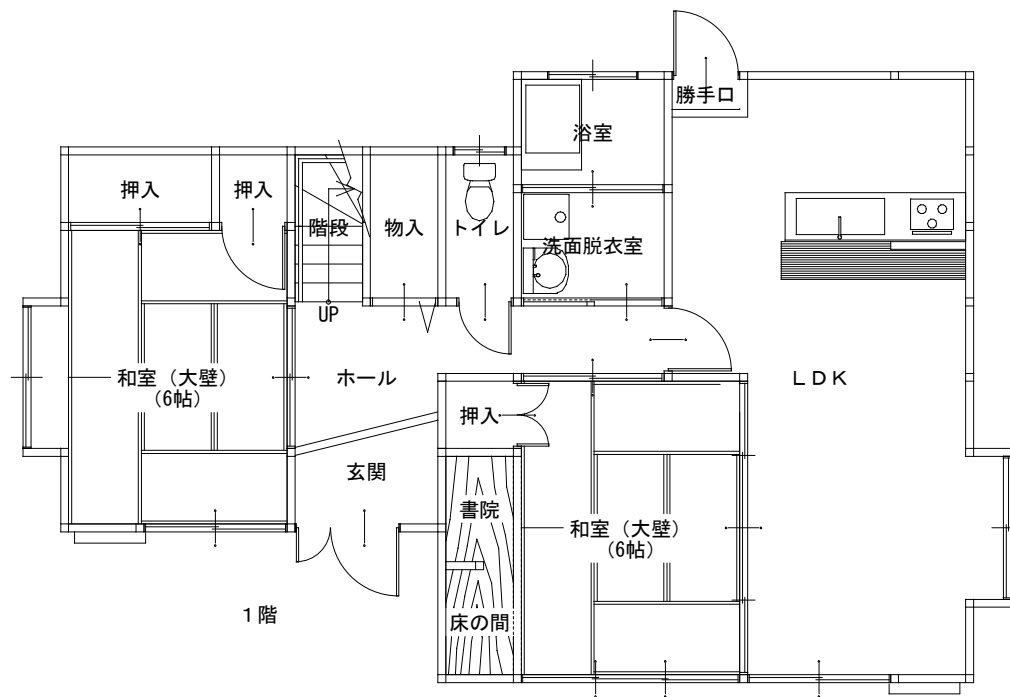 勝手口
浴室
押入
押入
階段
物入
トイレ
洗面脱衣室
UP
和室（大壁）
（6帖）
ホール
ＬＤＫ
押入
玄関
書院
和室（大壁）
（6帖）
１階
床の間